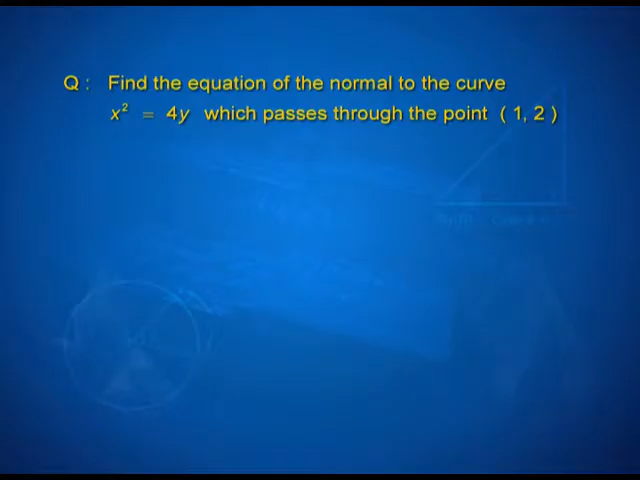 Q : Find the equation of the normal to the curve
x² = 4y which passes through the point ( 1, 2 )